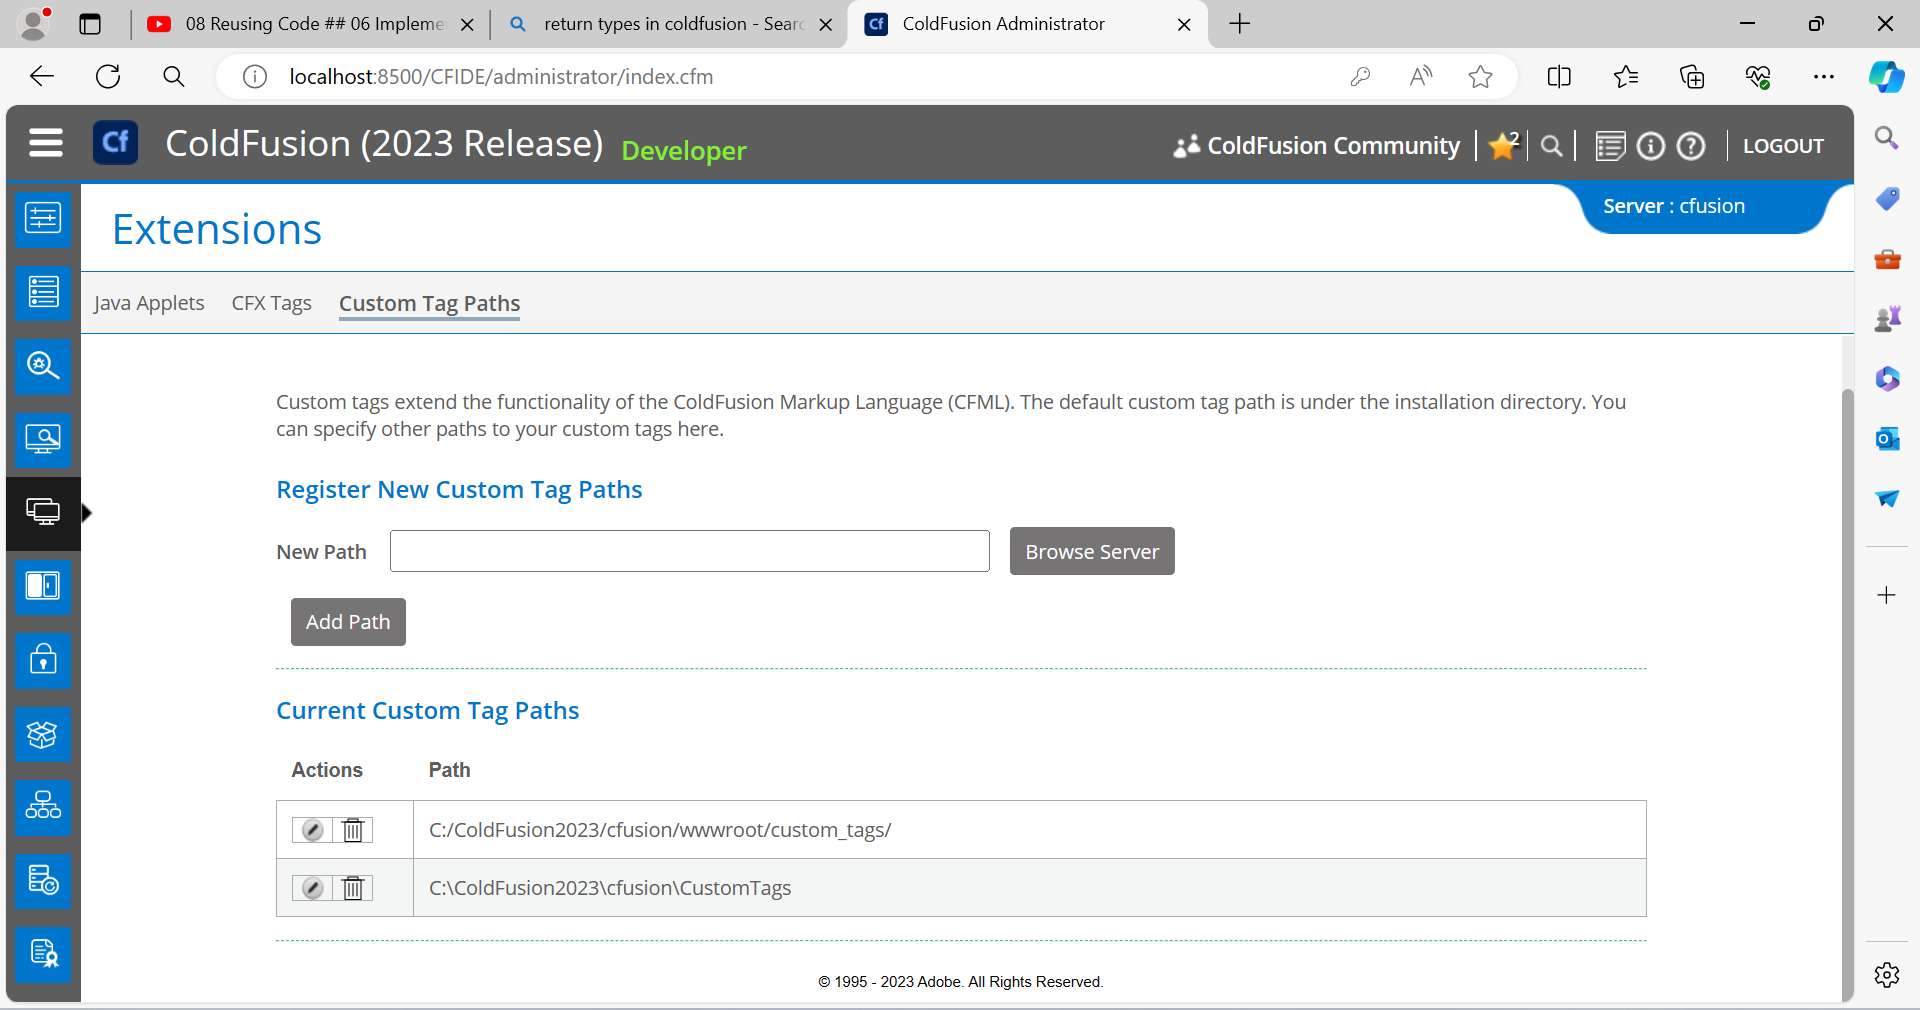 08 Reusing Code ## 06 Impleme
return types in coldfusion - Searc
ColdFusion Administrator
localhost:8500/CFIDE/administrator/index.cfm
Cf
ColdFusion (2023 Release)
Developer
ColdFusion Community
2
LOGOUT
Extensions
Server : cfusion
Java Applets
CFX Tags
Custom Tag Paths
Custom tags extend the functionality of the ColdFusion Markup Language (CFML). The default custom tag path is under the installation directory. You
can specify other paths to your custom tags here.
Register New Custom Tag Paths
New Path
Browse Server
Add Path
Current Custom Tag Paths
Actions
Path
C:/ColdFusion2023/cfusion/wwwroot/custom_tags/
C:\ColdFusion2023\cfusion\CustomTags
© 1995 - 2023 Adobe. All Rights Reserved.